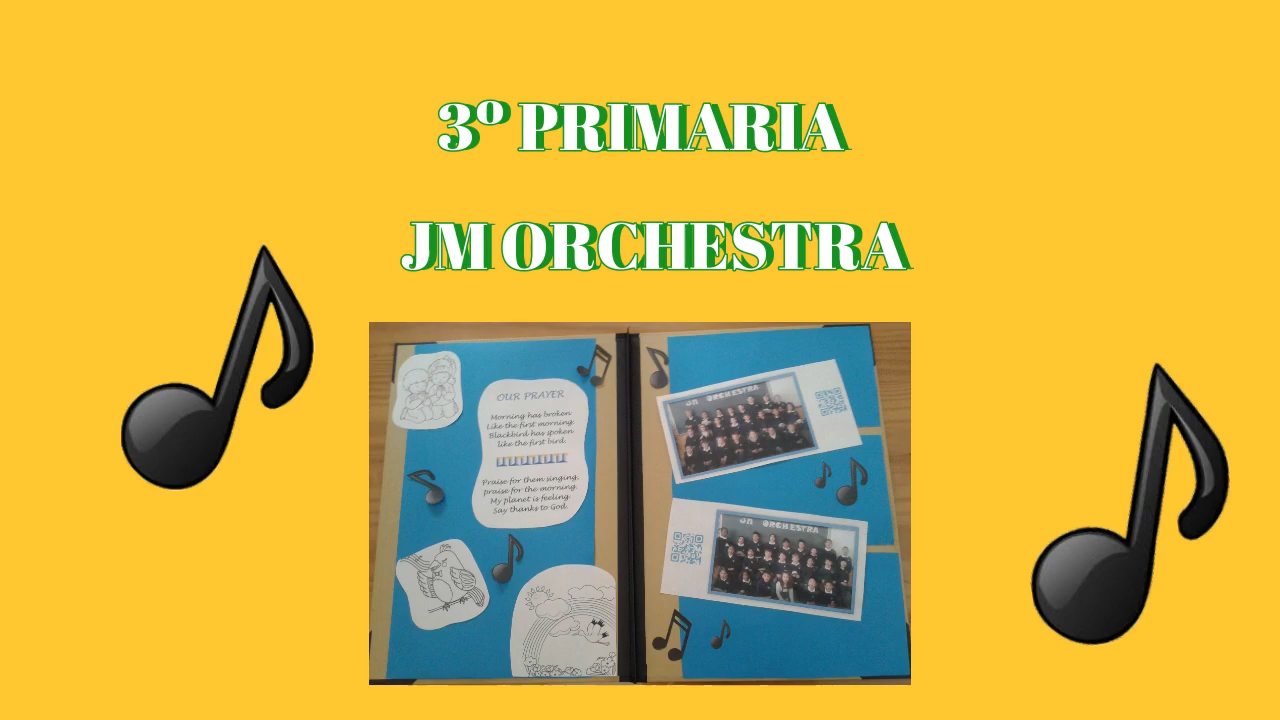 3º PRIMARIA
JM ORCHESTRA
OUR PRAYER
Morning has broken
Like the first morning.
Blackbird has spoken
like the first bird.
Praise for them singing,
praise for the morning.
My planet is feeling.
Say thanks to God.
JM ORCHESTRA
JM ORCHESTRA